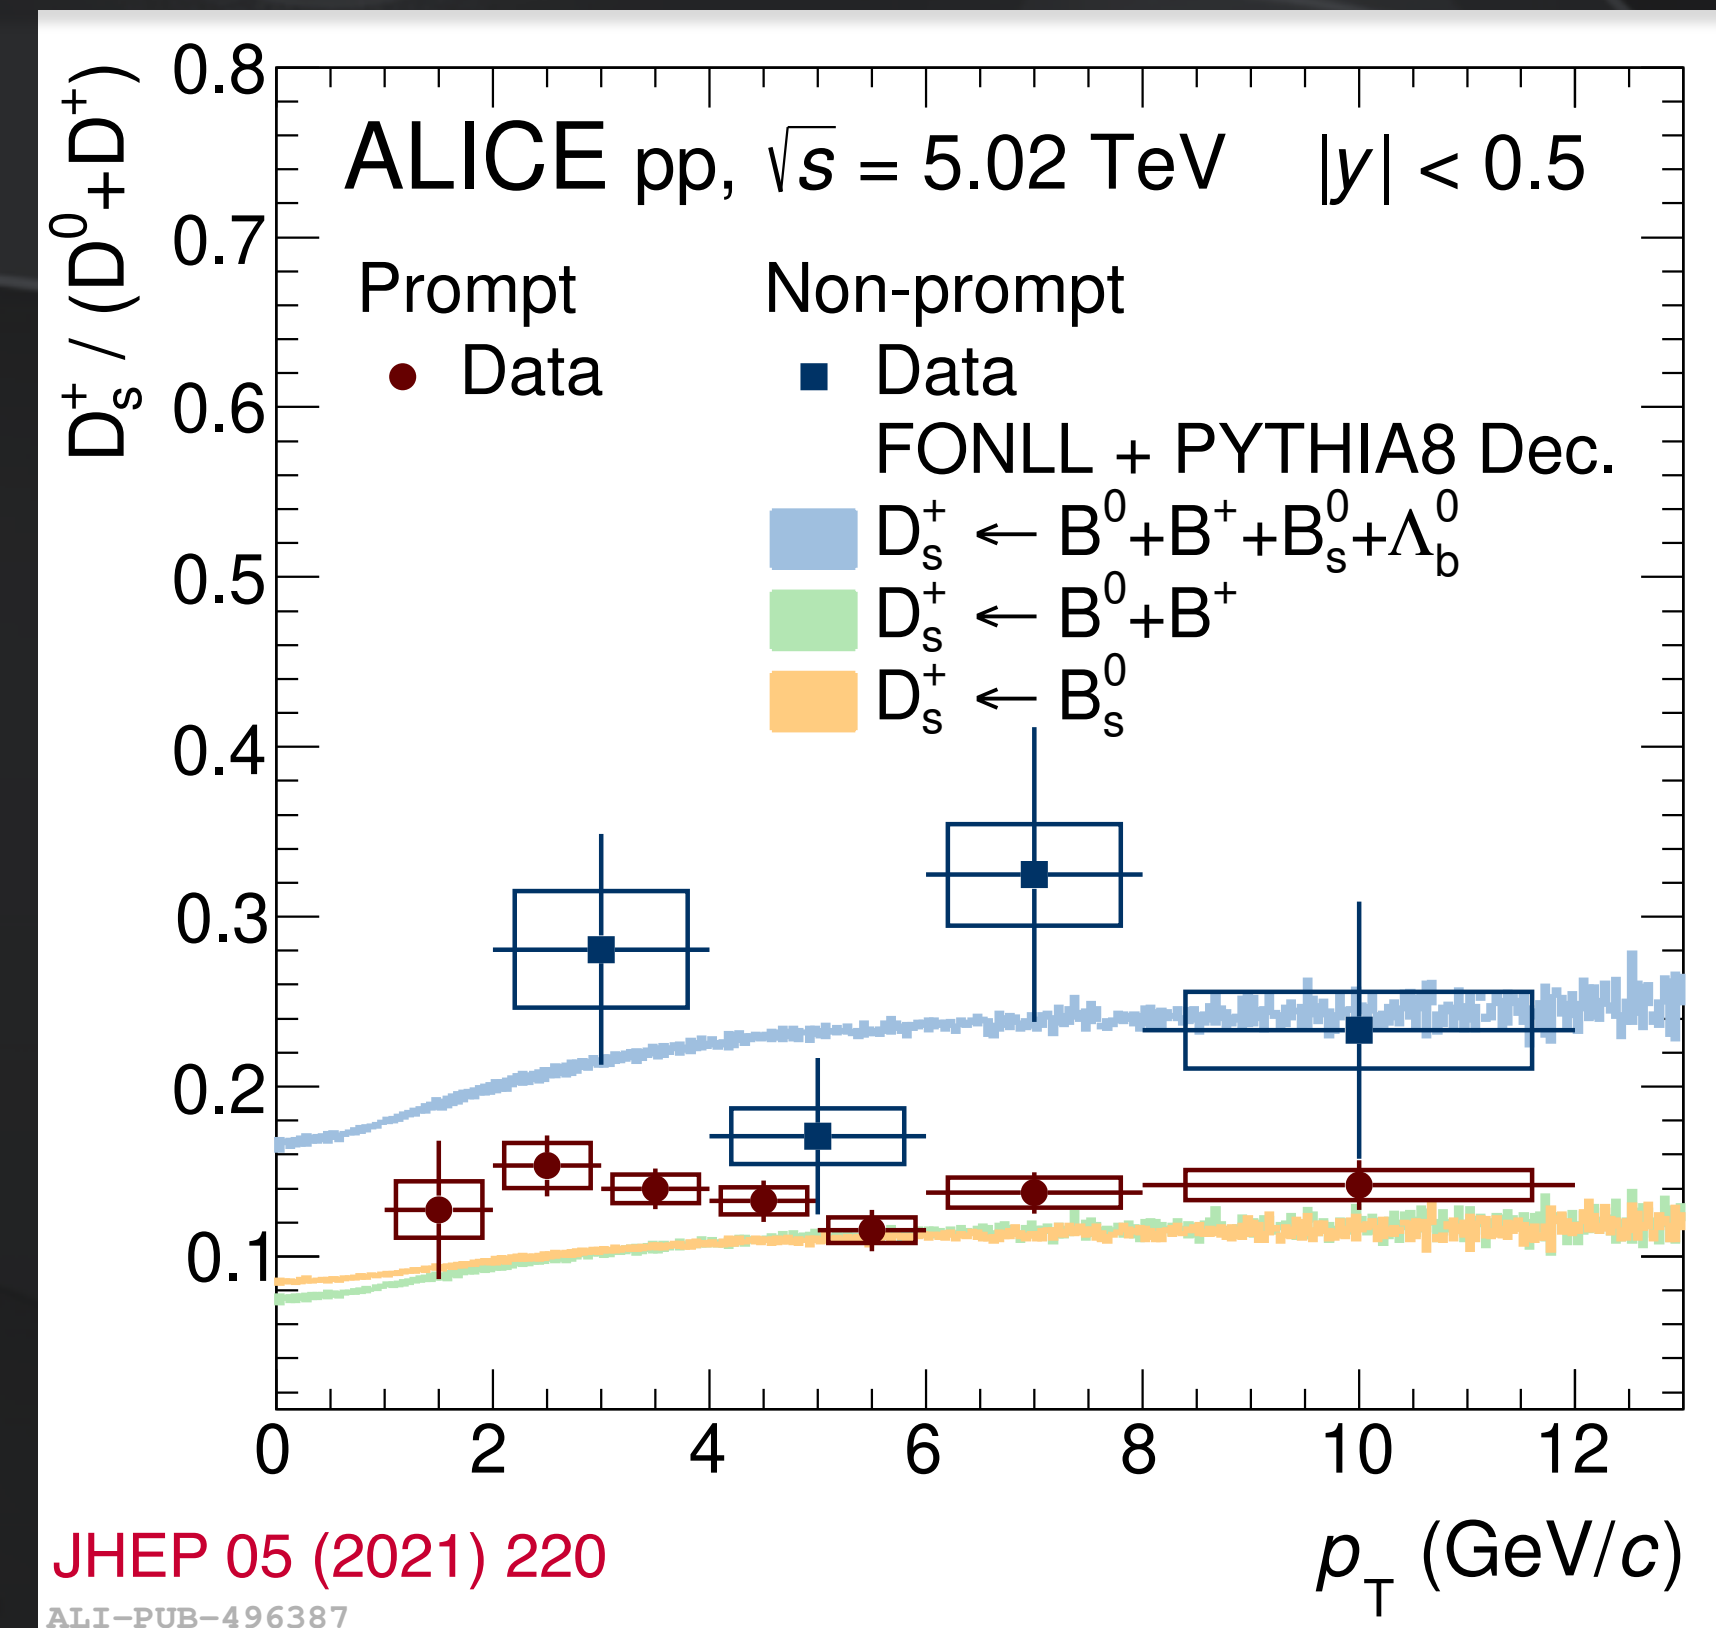 D⁺ₛ / (D⁰+D⁺)
0.8
0.7
0.6
0.5
0.4
0.3
0.2
0.1
ALICE pp, √s = 5.02 TeV |y| < 0.5
Prompt Non-prompt
Data Data
FONLL + PYTHIA8 Dec.
D⁺ₛ ← B⁰+B⁺+B⁰ₛ+Λ⁰b
D⁺ₛ ← B⁰+B⁺
D⁺ₛ ← B⁰ₛ
0 2 4 6 8 10 12
pT (GeV/c)
JHEP 05 (2021) 220
ALI-PUB-496387